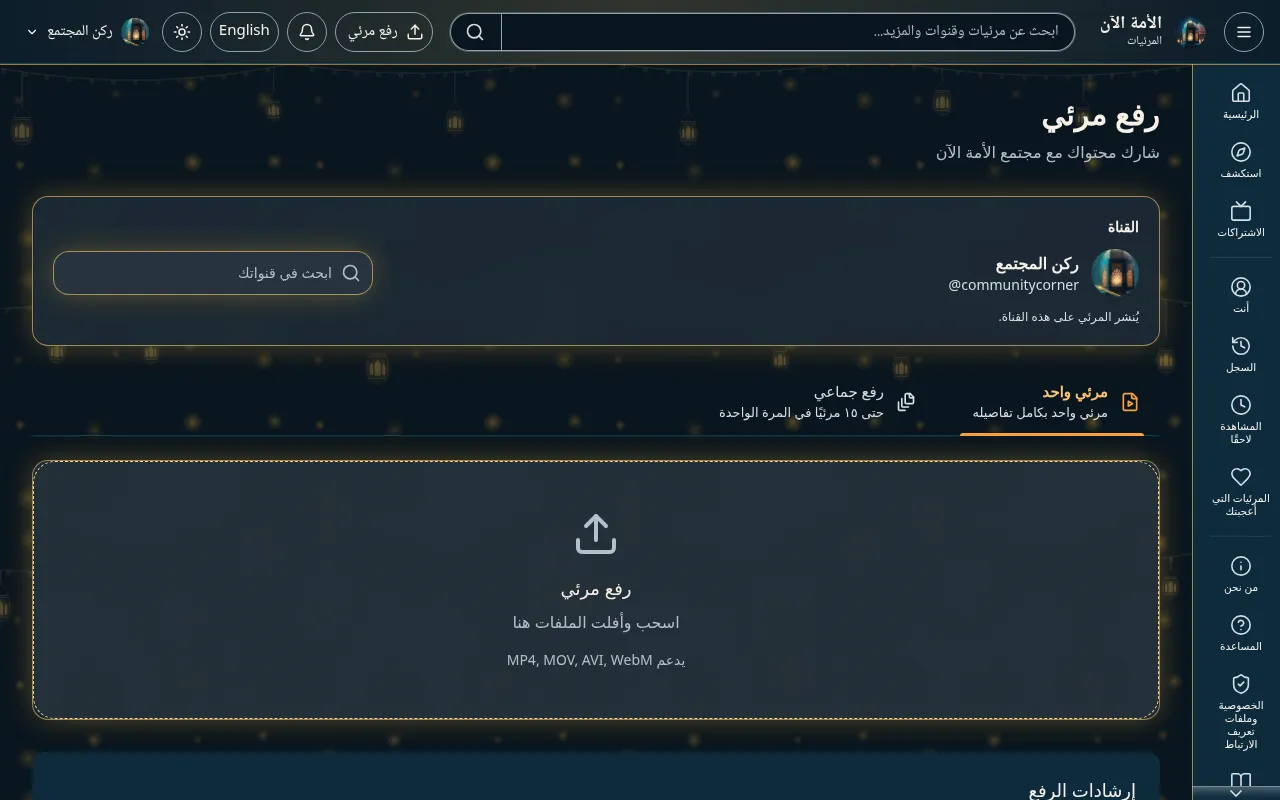 الأمة الآن
المرئيات
ابحث عن مرئيات وقنوات والمزيد...
رفع مرئي
English
ركن المجتمع
الرئيسية
استكشف
الاشتراكات
أنت
السجل
المشاهدة
لاحقًا
المرئيات التي
أعجبتك
من نحن
المساعدة
الخصوصية
وملفات
تعريف
الارتباط
رفع مرئي
شارك محتواك مع مجتمع الأمة الآن
القناة
ركن المجتمع
@communitycorner
يُنشر المرئي على هذه القناة.
ابحث في قنواتك
مرئي واحد
مرئي واحد بكامل تفاصيله
رفع جماعي
حتى ١٥ مرئيًا في المرة الواحدة
رفع مرئي
اسحب وأفلت الملفات هنا
يدعم MP4, MOV, AVI, WebM
إرشادات الرفع